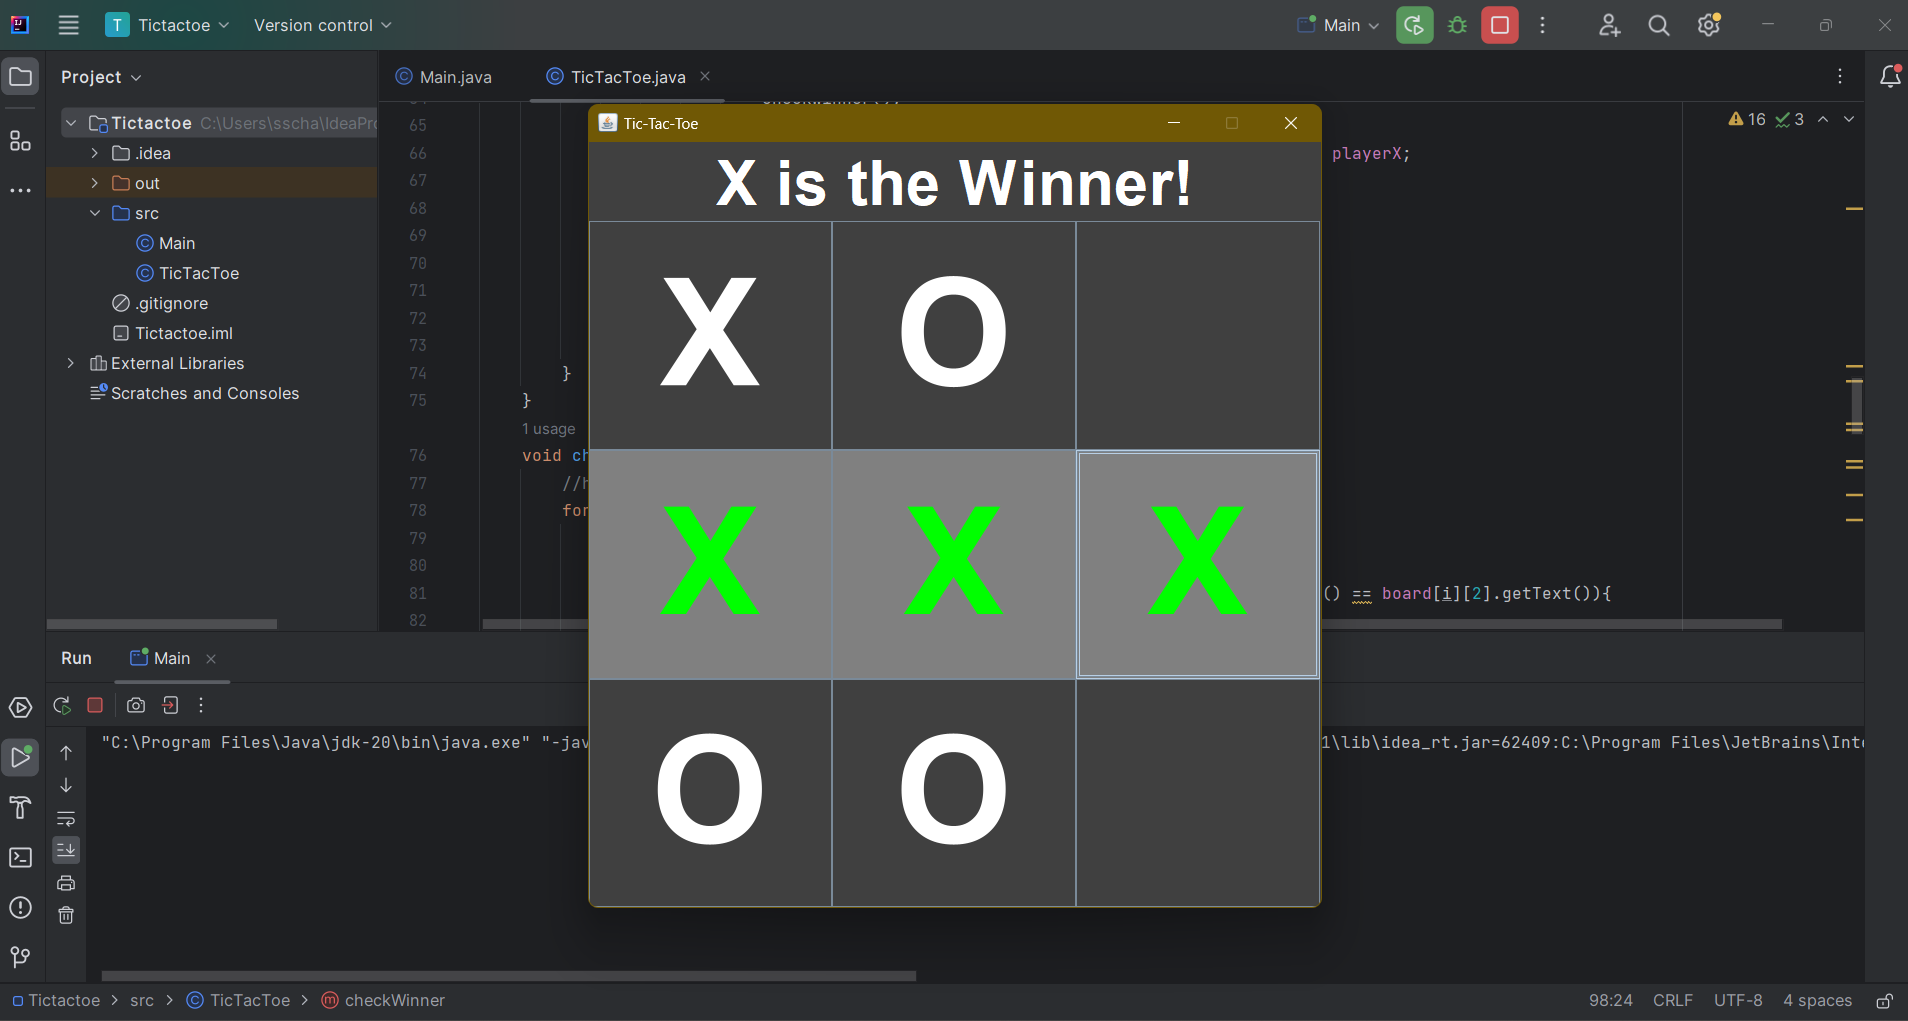 Tictactoe
Version control
Main
Project
Main.java
TicTacToe.java
Tictactoe C:\Users\sscha\IdeaPr
.idea
out
src
Main
TicTacToe
.gitignore
Tictactoe.iml
External Libraries
Scratches and Consoles
16
3
65
66 playerX;
67
68
69
70
71
72
73
74 }
75 }
1 usage
76 void ch
77 //h
78 for
79
80
81 () == board[i][2].getText()){
82
Tic-Tac-Toe
X is the Winner!
X O
X X X
O O
Run
Main
"C:\Program Files\Java\jdk-20\bin\java.exe" "-jav
1\lib\idea_rt.jar=62409:C:\Program Files\JetBrains\Int
Tictactoe > src > TicTacToe > checkWinner
98:24 CRLF UTF-8 4 spaces